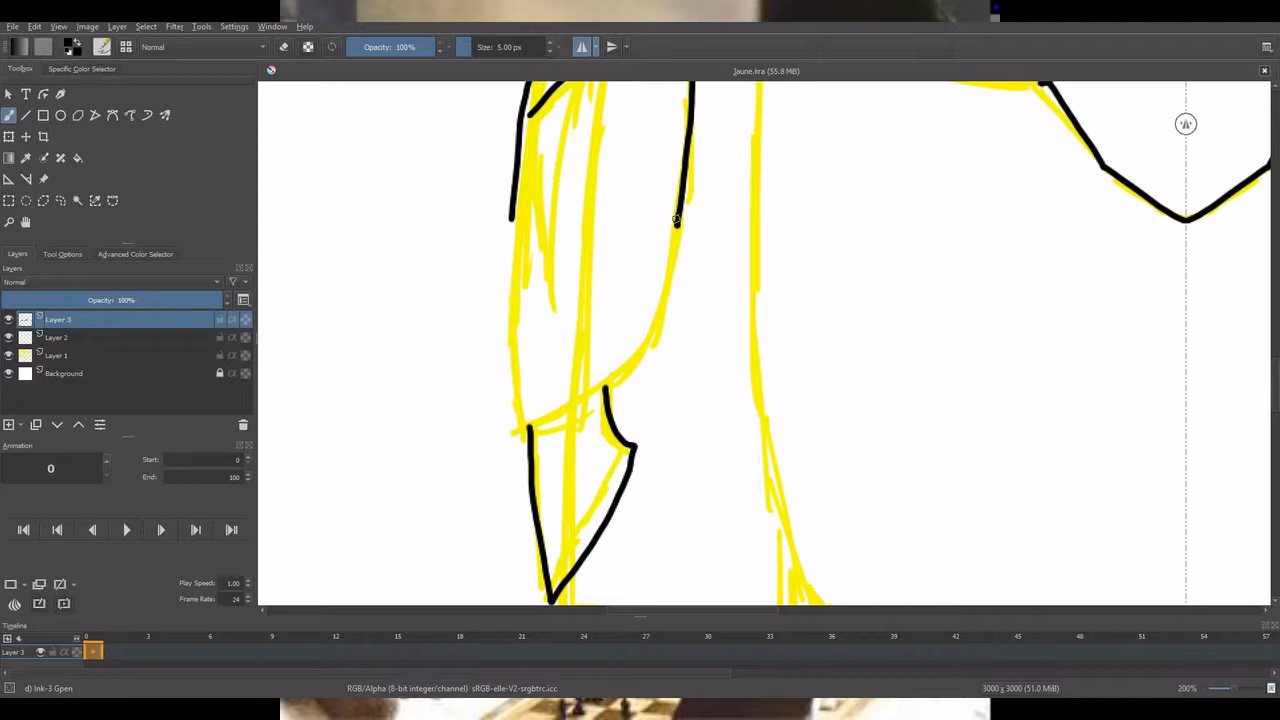 File Edit View Image Layer Select Filter Tools Settings Window Help
Normal Opacity: 100% Size: 5.00 px
Toolbox Specific Color Selector
Jaune.kra (55.8 MB)
Layers Tool Options Advanced Color Selector
Layers
Normal
Opacity: 100%
Layer 3
Layer 2
Layer 1
Background
Animation
0 Start: 0
End: 100
Play Speed: 1.00
Frame Rate: 24
Timeline
0 3 6 9 12 15 18 21 24 27 30 33 36 39 42 45 48 51 54 57
Layer 3
d) Ink-3 Gpen RGB/Alpha (8-bit integer/channel) sRGB-elle-V2-srgbtrc.icc 3000 x 3000 (51.0 MiB) 200%